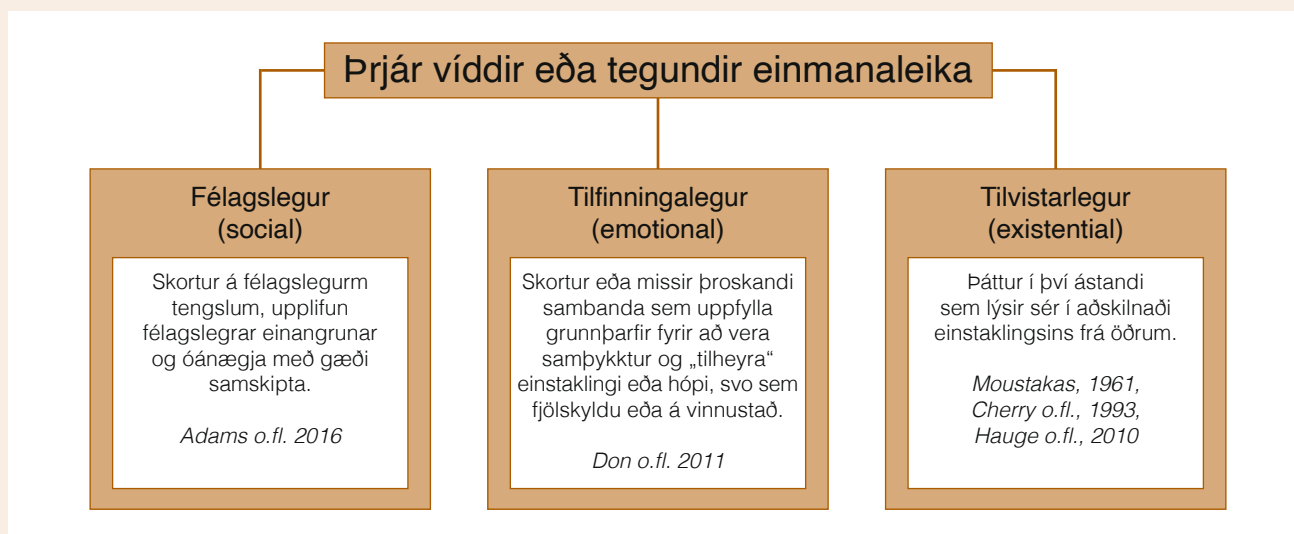 Þrjár víddir eða tegundir einmanaleika
Félagslegur
(social)
Skortur á félagslegurm
tengslum, upplifun
félagslegrar einangrunar
og óánægja með gæði
samskipta.
Adams o.fl. 2016
Tilfinningalegur
(emotional)
Skortur eða missir þroskandi
sambanda sem uppfylla
grunnþarfir fyrir að vera
samþykktur og „tilheyra“
einstaklingi eða hópi, svo sem
fjölskyldu eða á vinnustað.
Don o.fl. 2011
Tilvistarlegur
(existential)
Þáttur í því ástandi
sem lýsir sér í aðskilnaði
einstaklingsins frá öðrum.
Moustakas, 1961,
Cherry o.fl., 1993,
Hauge o.fl., 2010